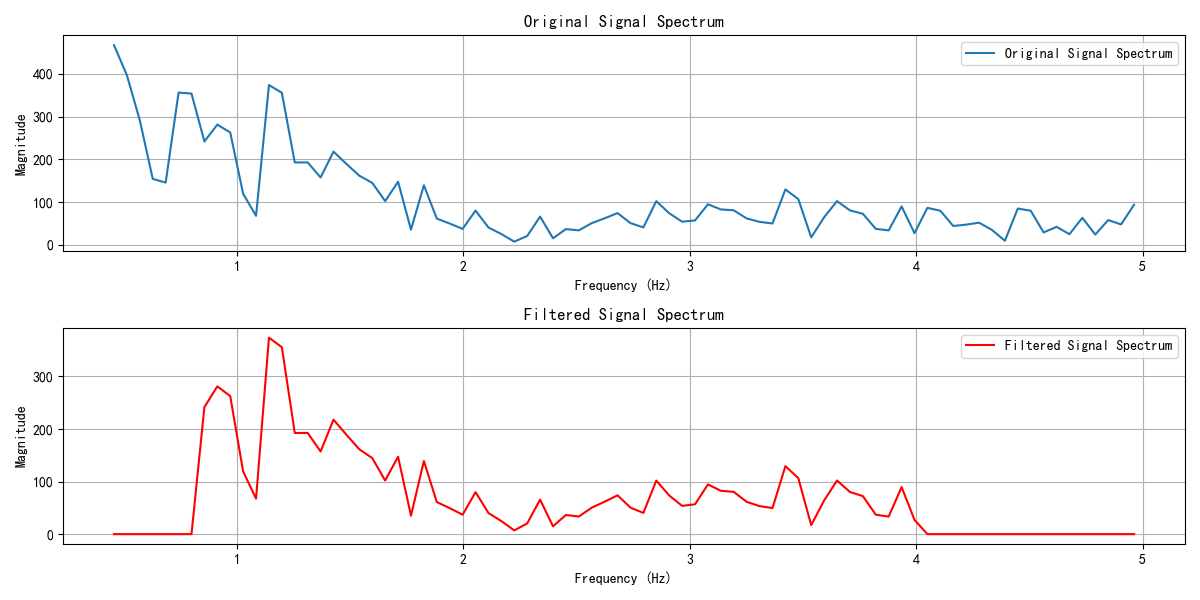 Original Signal Spectrum
Original Signal Spectrum
Magnitude
400
300
200
100
0
1 2 3 4 5
Frequency (Hz)
Filtered Signal Spectrum
Filtered Signal Spectrum
Magnitude
300
200
100
0
1 2 3 4 5
Frequency (Hz)